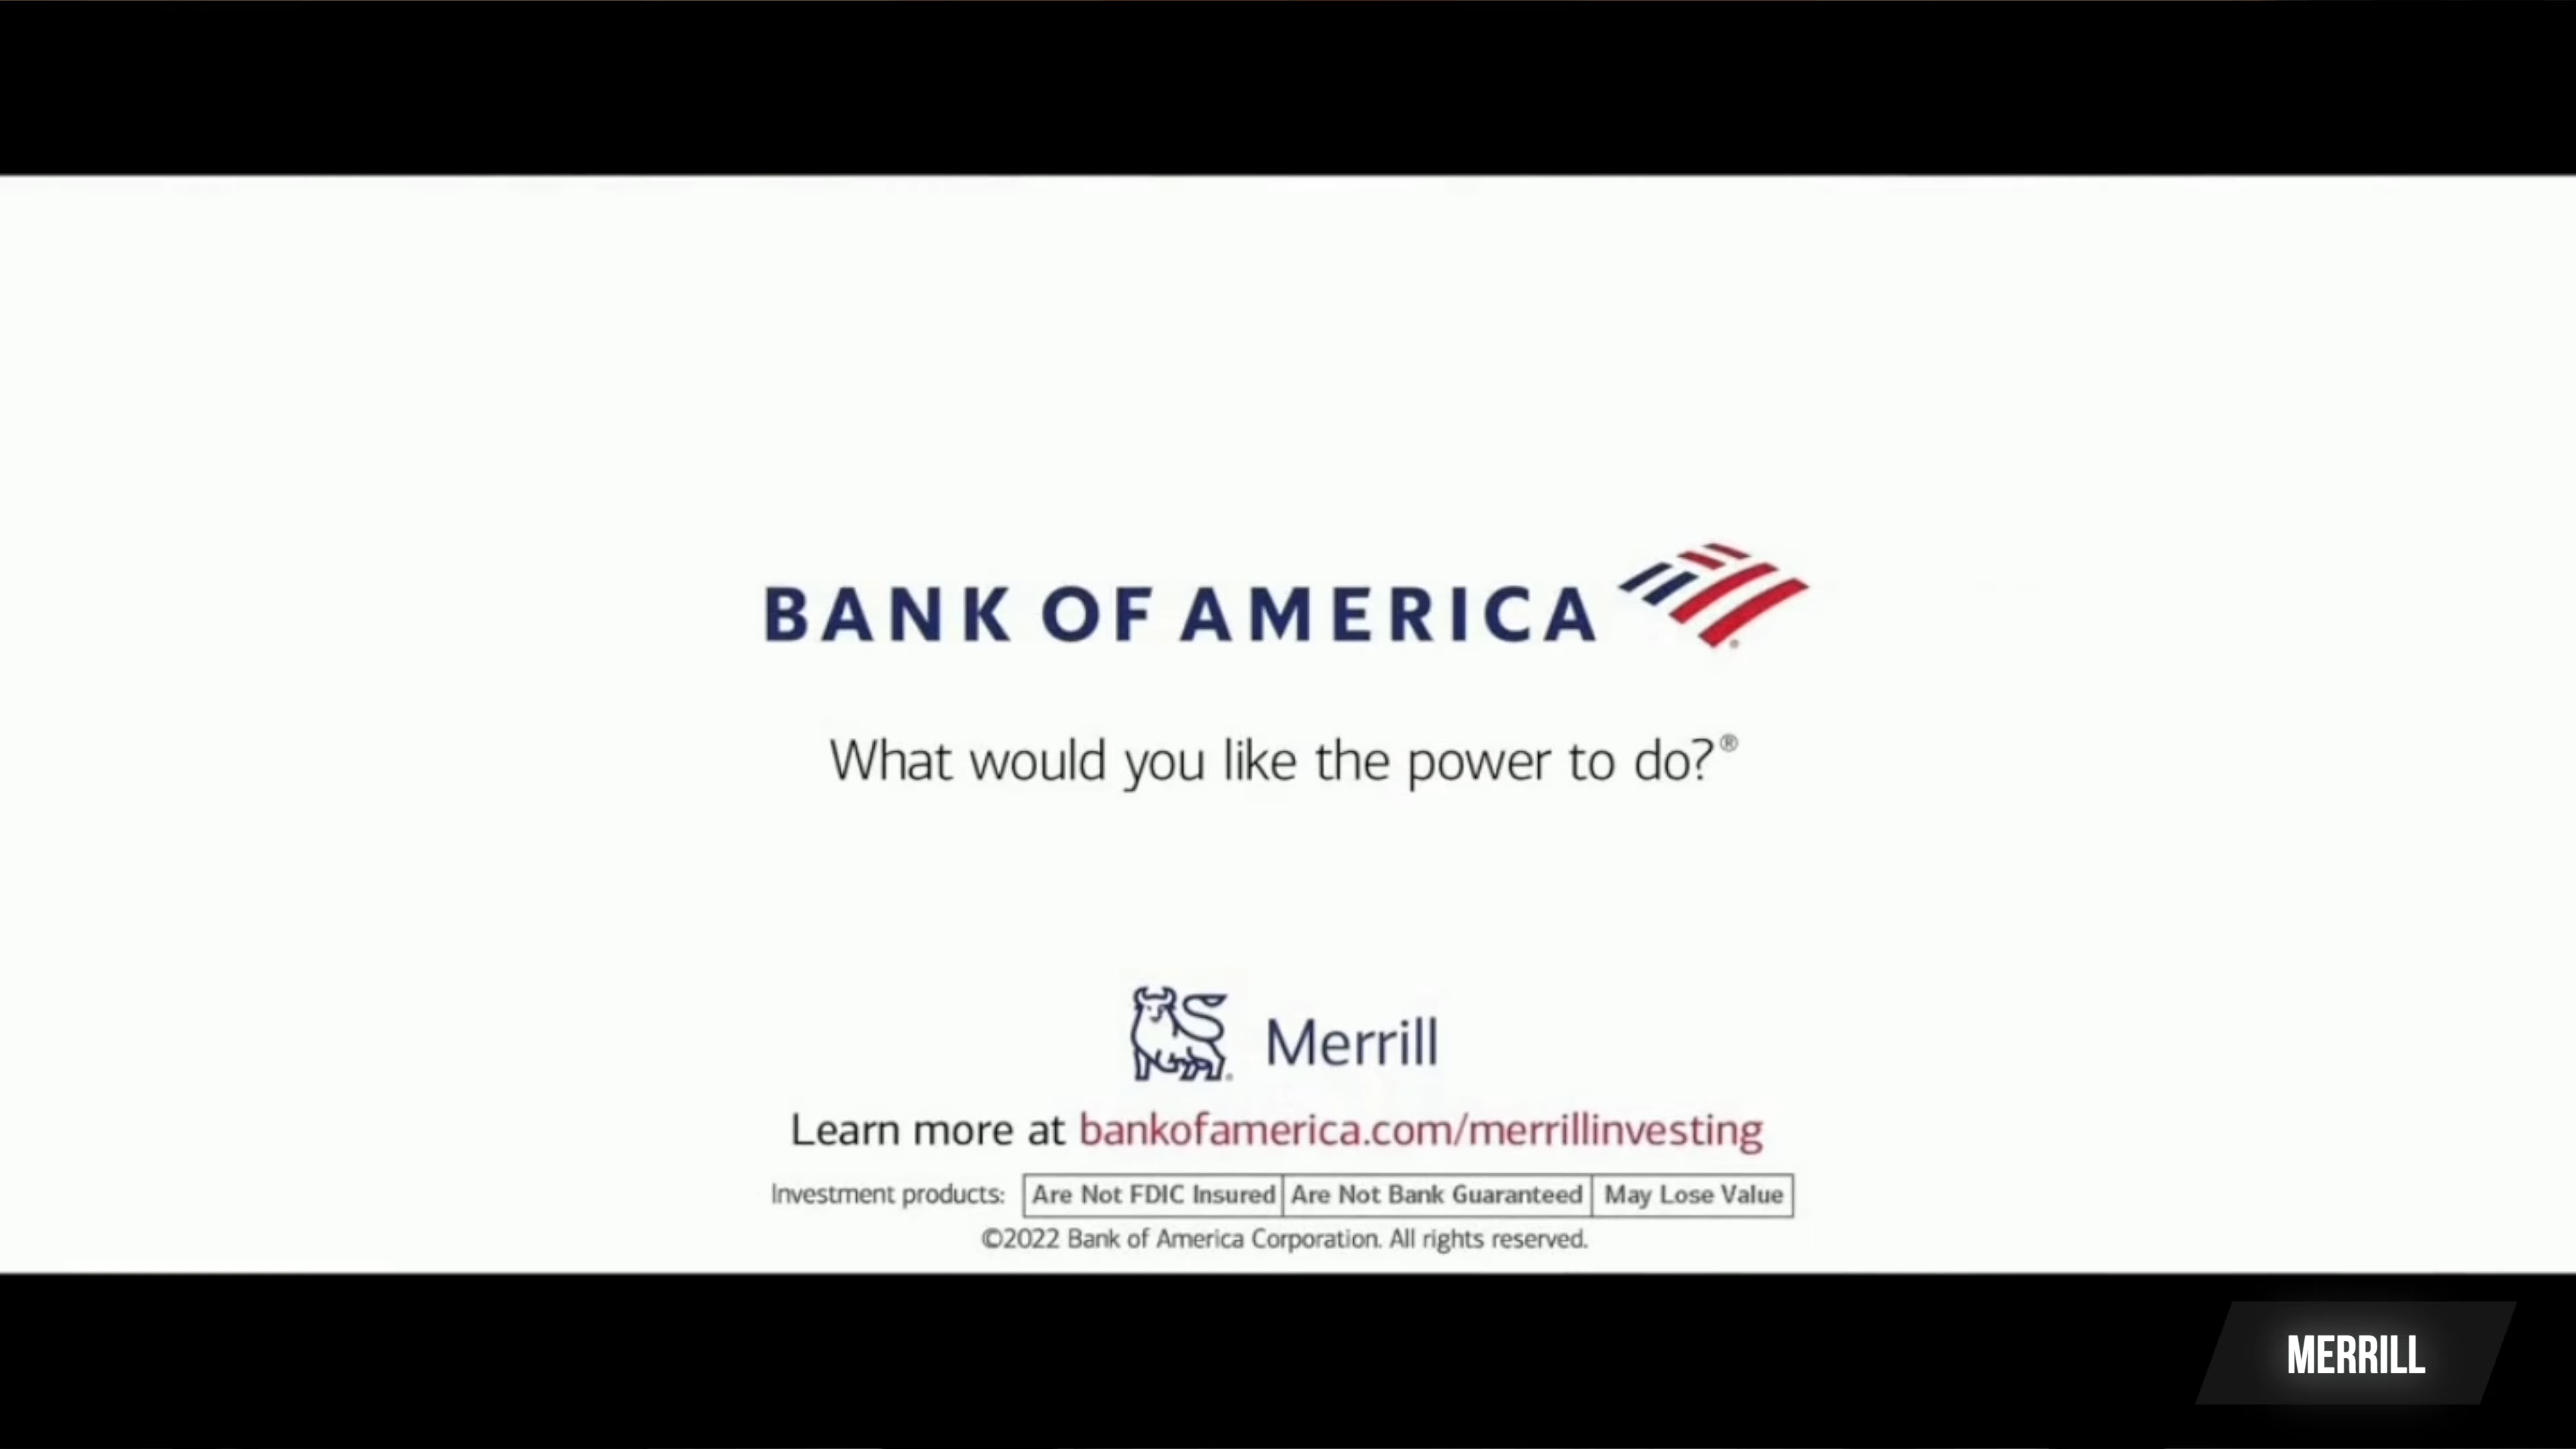 BANK OF AMERICA
What would you like the power to do?®
Merrill
Learn more at bankofamerica.com/merrillinvesting
Investment products: Are Not FDIC Insured Are Not Bank Guaranteed May Lose Value
©2022 Bank of America Corporation. All rights reserved.
MERRILL